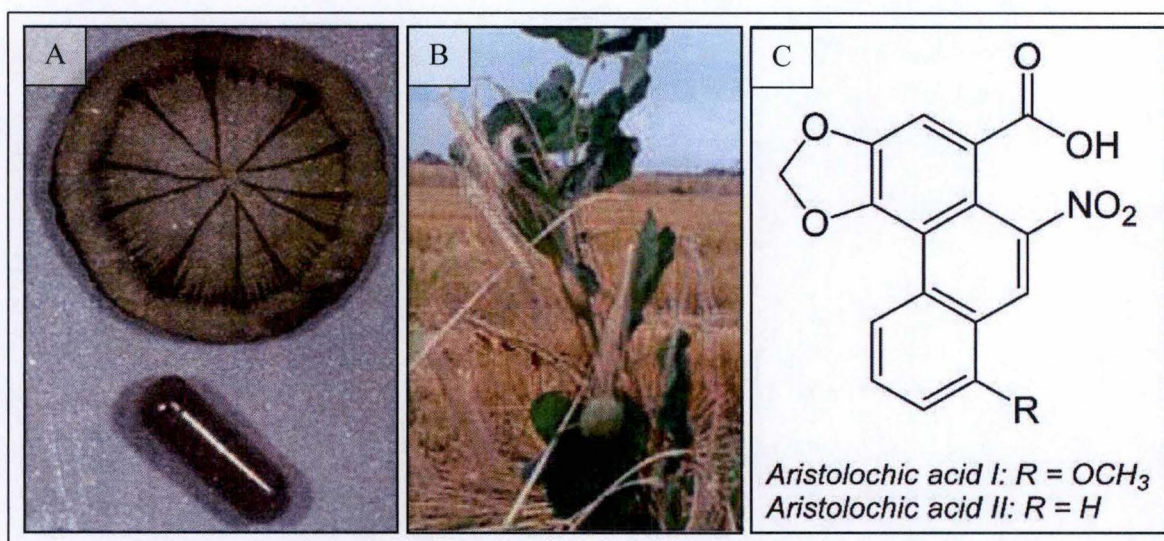 A
B
C
O
OH
O
O
NO₂
R
Aristolochic acid I: R = OCH₃
Aristolochic acid II: R = H